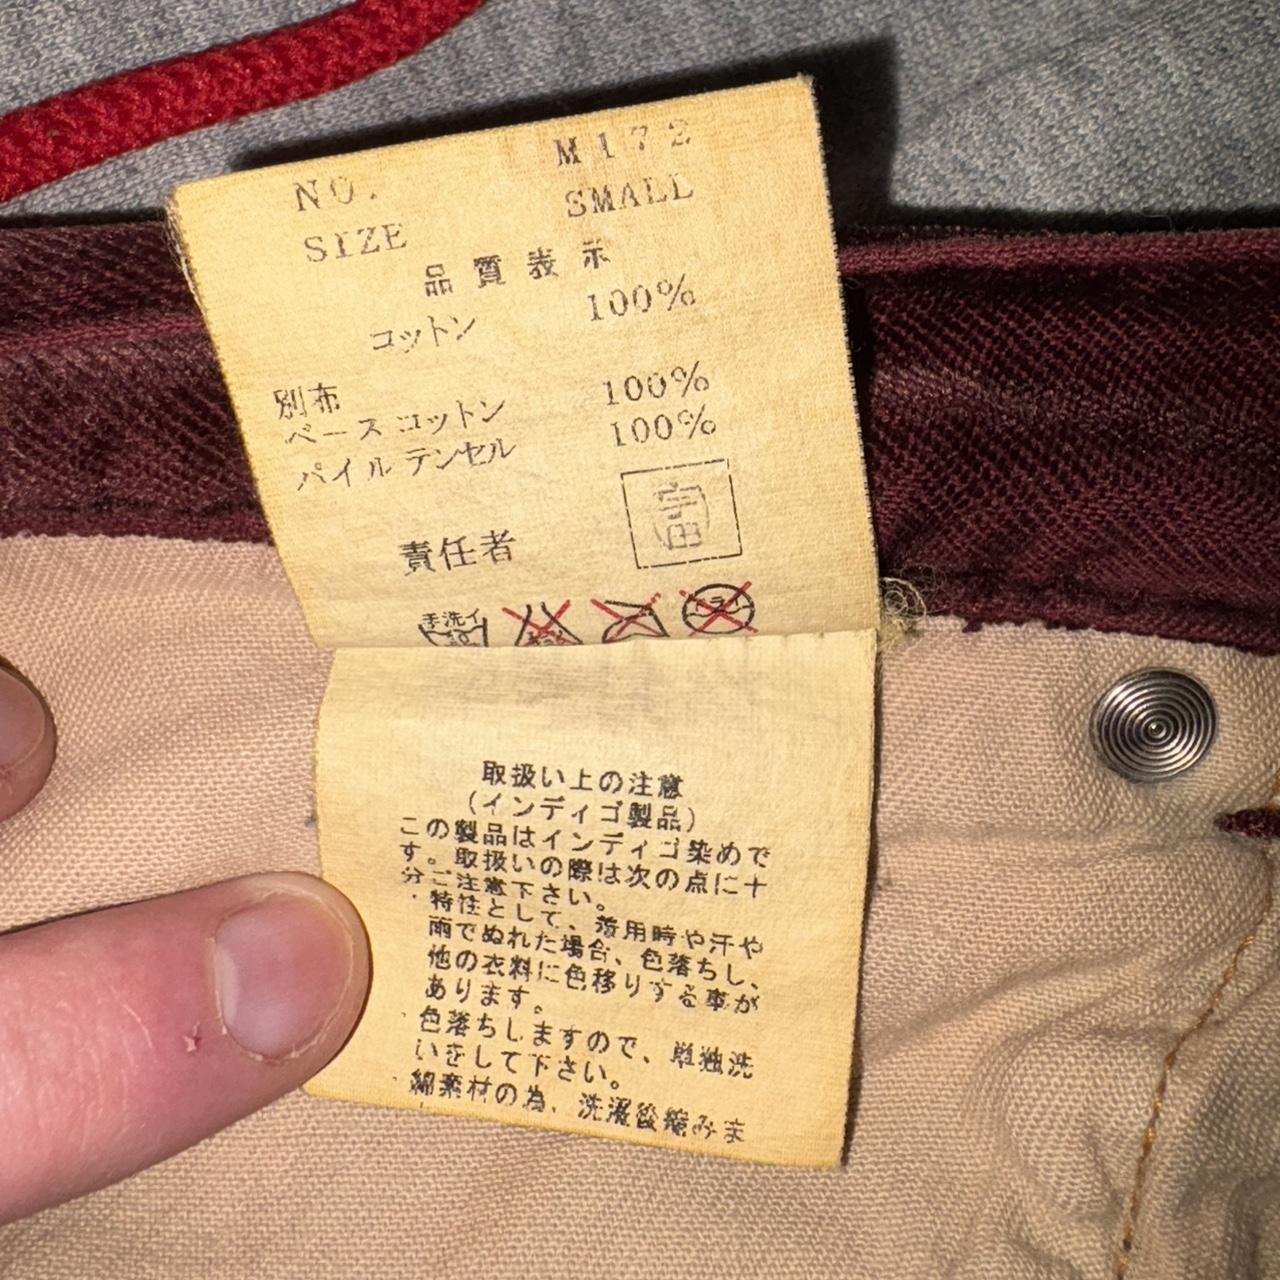 NO. M172
SIZE SMALL
品質表示
コットン 100%
別布
ベースコットン 100%
パイルテンセル 100%
責任者
富
手洗イ
ドライ
取扱い上の注意
(インディゴ製品)
この製品はインディゴ染めで
す。取扱いの際は次の点に十
分ご注意下さい。
・特性として、着用時や汗や
雨でぬれた場合、色落ちし、
他の衣料に色移りする事が
あります。
・色落ちしますので、単独洗
いをして下さい。
・綿素材の為、洗濯後縮みま